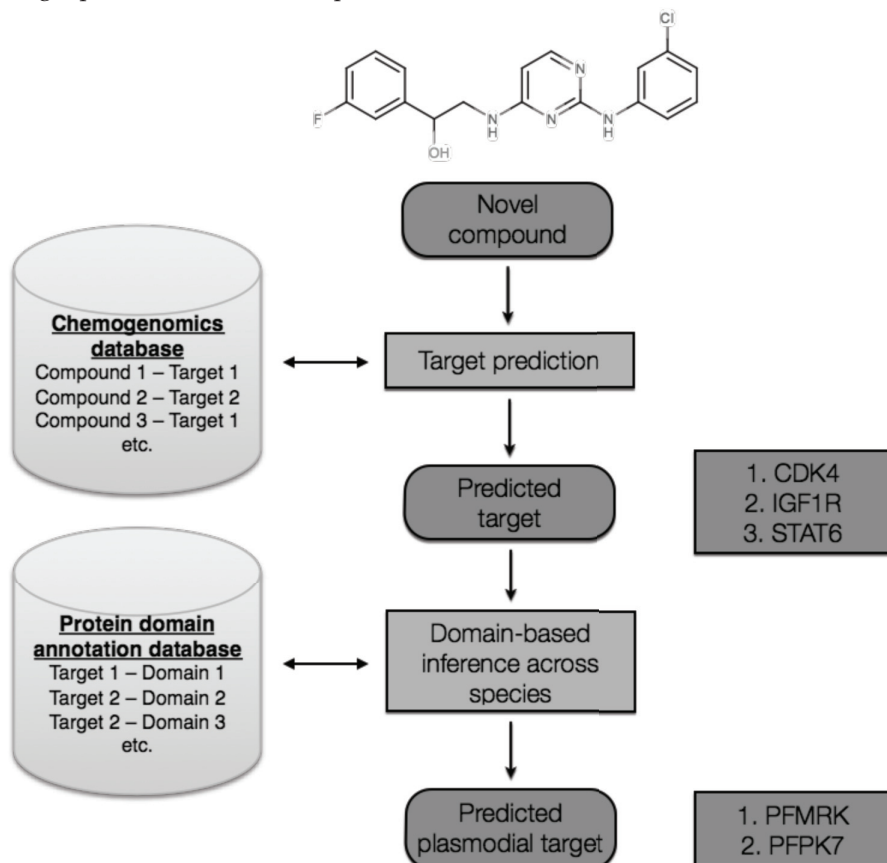 Cl
N
F
N
H
N
N
H
OH
Novel
compound
Chemogenomics
database
Compound 1 – Target 1
Compound 2 – Target 2
Compound 3 – Target 1
etc.
Target prediction
Predicted
target
1. CDK4
2. IGF1R
3. STAT6
Protein domain
annotation database
Target 1 – Domain 1
Target 2 – Domain 2
Target 2 – Domain 3
etc.
Domain-based
inference across
species
Predicted
plasmodial target
1. PFMRK
2. PFPK7